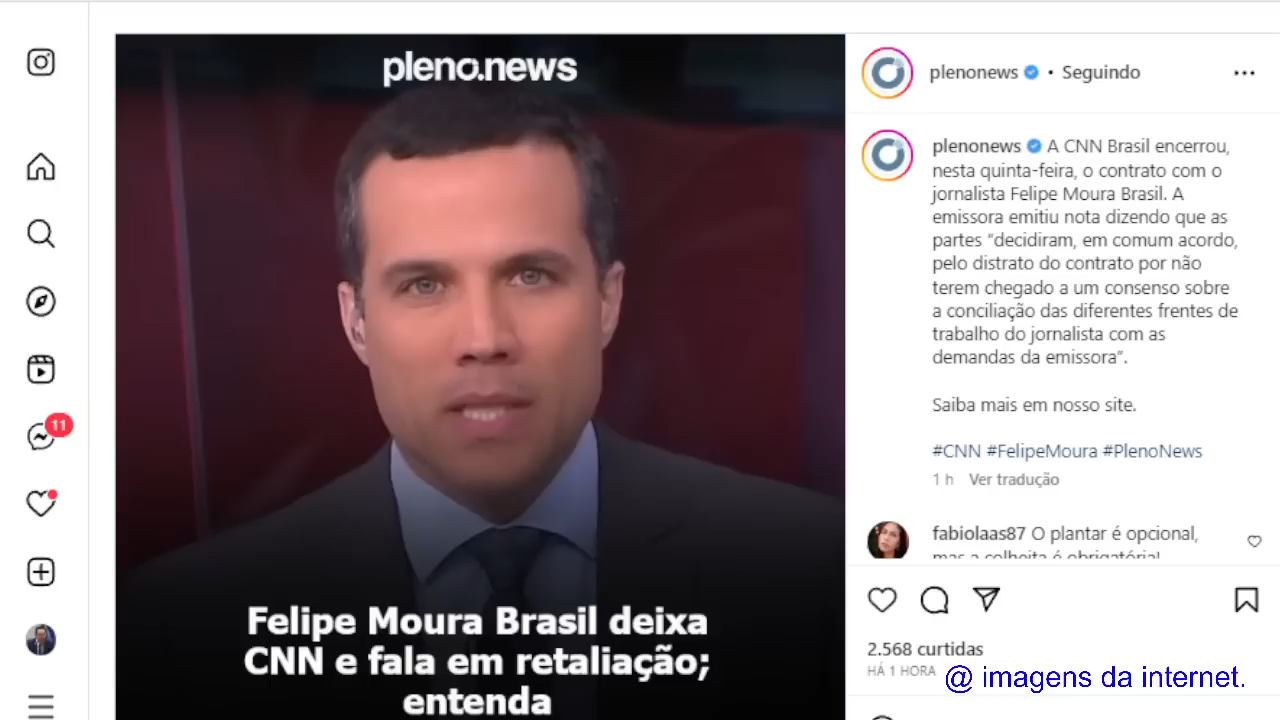 pleno.news
Felipe Moura Brasil deixa
CNN e fala em retaliação;
entenda
11
plenonews • Seguindo
plenonews A CNN Brasil encerrou,
nesta quinta-feira, o contrato com o
jornalista Felipe Moura Brasil. A
emissora emitiu nota dizendo que as
partes "decidiram, em comum acordo,
pelo distrato do contrato por não
terem chegado a um consenso sobre
a conciliação das diferentes frentes de
trabalho do jornalista com as
demandas da emissora".
Saiba mais em nosso site.
#CNN #FelipeMoura #PlenoNews
1 h Ver tradução
fabiolaas87 O plantar é opcional,
mas a colheita é obrigatória!
2.568 curtidas
HÁ 1 HORA
@ imagens da internet.